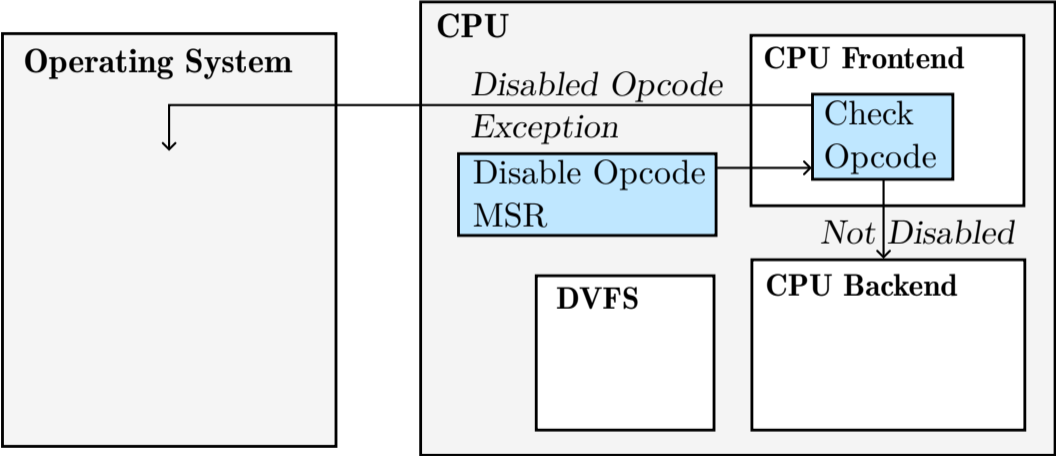 CPU
Operating System
CPU Frontend
Disabled Opcode
Exception
Check
Opcode
Disable Opcode
MSR
Not Disabled
DVFS
CPU Backend